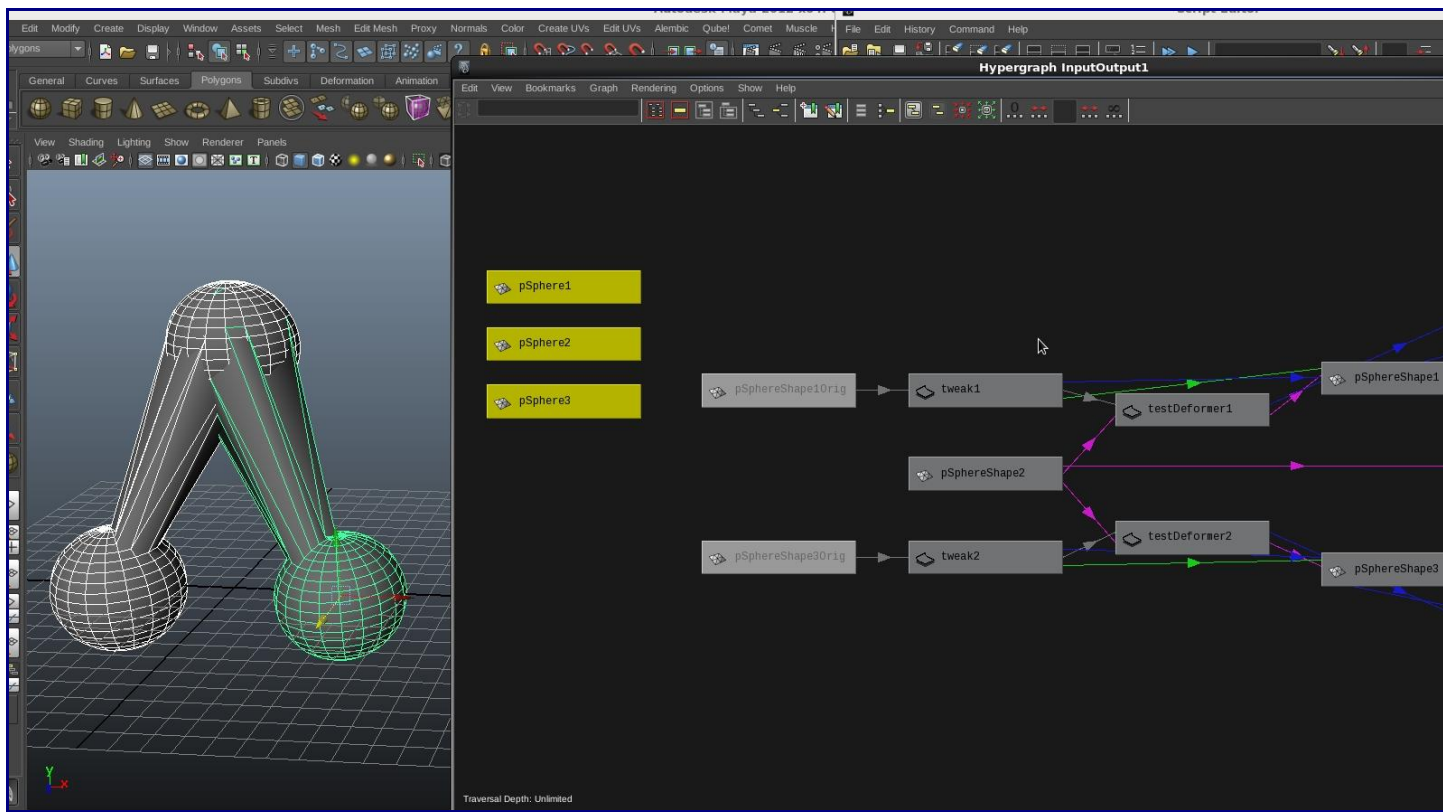 Edit Modify Create Display Window Assets Select Mesh Edit Mesh Proxy Normals Color Create UVs Edit UVs Alembic Qube! Comet Muscle
File Edit History Command Help
General Curves Surfaces Polygons Subdivs Deformation Animation
Hypergraph InputOutput1
Edit View Bookmarks Graph Rendering Options Show Help
View Shading Lighting Show Renderer Panels
pSphere1
pSphere2
pSphere3
pSphereShape1Orig
tweak1
testDeformer1
pSphereShape1
pSphereShape2
pSphereShape3Orig
tweak2
testDeformer2
pSphereShape3
y
x
Traversal Depth: Unlimited